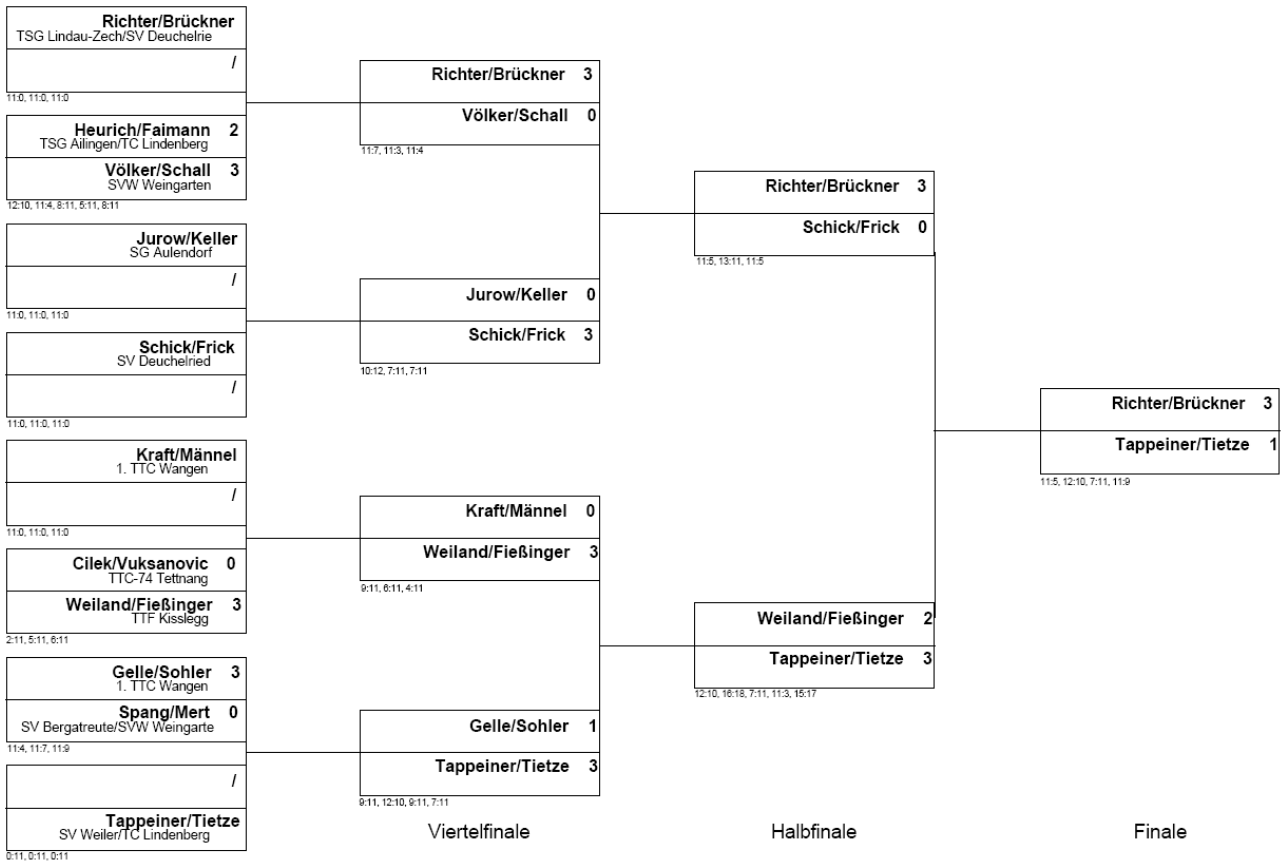 Richter/Brückner
TSG Lindau-Zech/SV Deuchelrie
/
11:0, 11:0, 11:0
Heurich/Faimann 2
TSG Ailingen/TC Lindenberg
Völker/Schall 3
SVW Weingarten
12:10, 11:4, 8:11, 5:11, 8:11
Jurow/Keller
SG Aulendorf
/
11:0, 11:0, 11:0
Schick/Frick
SV Deuchelried
/
11:0, 11:0, 11:0
Kraft/Männel
1. TTC Wangen
/
11:0, 11:0, 11:0
Cilek/Vuksanovic 0
TTC-74 Tettnang
Weiland/Fießinger 3
TTF Kisslegg
2:11, 5:11, 6:11
Gelle/Sohler 3
1. TTC Wangen
Spang/Mert 0
SV Bergatreute/SVW Weingarte
11:4, 11:7, 11:9
/
Tappeiner/Tietze
SV Weiler/TC Lindenberg
0:11, 0:11, 0:11
Richter/Brückner 3
Völker/Schall 0
11:7, 11:3, 11:4
Jurow/Keller 0
Schick/Frick 3
10:12, 7:11, 7:11
Kraft/Männel 0
Weiland/Fießinger 3
9:11, 6:11, 4:11
Gelle/Sohler 1
Tappeiner/Tietze 3
9:11, 12:10, 9:11, 7:11
Viertelfinale
Richter/Brückner 3
Schick/Frick 0
11:5, 13:11, 11:5
Weiland/Fießinger 2
Tappeiner/Tietze 3
12:10, 16:18, 7:11, 11:3, 15:17
Halbfinale
Richter/Brückner 3
Tappeiner/Tietze 1
11:5, 12:10, 7:11, 11:9
Finale